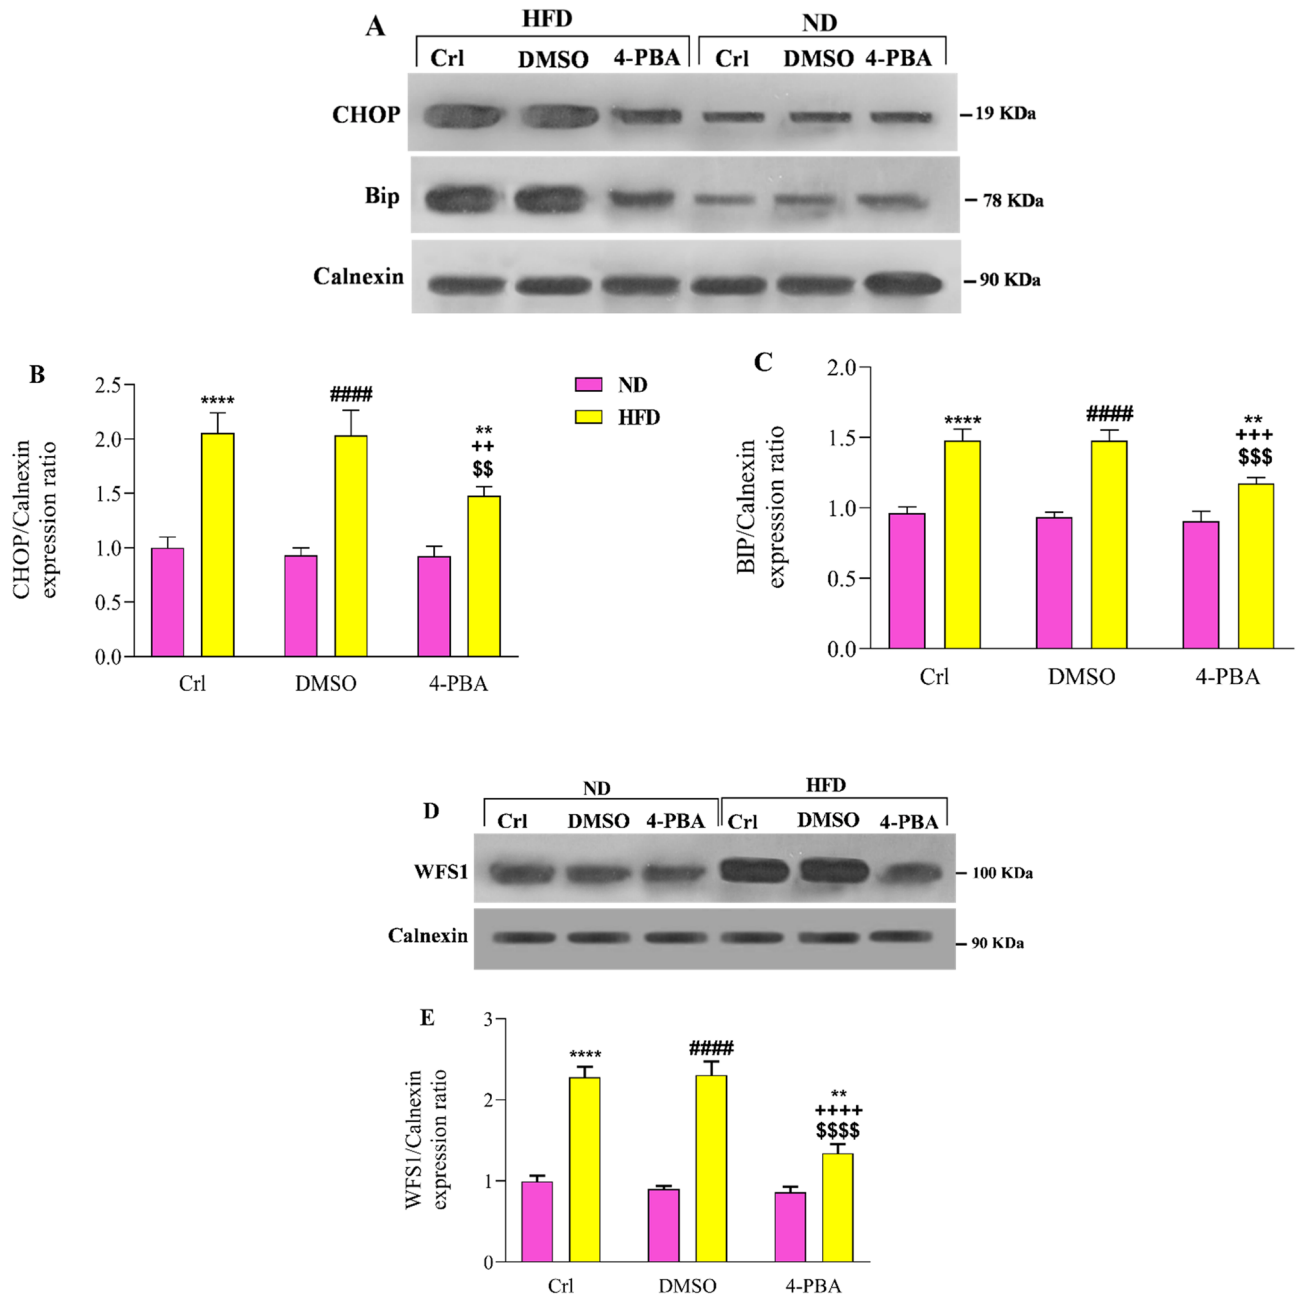 A
HFD
ND
Crl
DMSO
4-PBA
Crl
DMSO
4-PBA
CHOP
19 KDa
Bip
78 KDa
Calnexin
90 KDa
B
CHOP/Calnexin
expression ratio
2.5
2.0
1.5
1.0
0.5
0.0
****
####
**
++
$$
Crl
DMSO
4-PBA
ND
HFD
C
BIP/Calnexin
expression ratio
2.0
1.5
1.0
0.5
0.0
****
####
**
+++
$$$
Crl
DMSO
4-PBA
D
ND
HFD
Crl
DMSO
4-PBA
Crl
DMSO
4-PBA
WFS1
100 KDa
Calnexin
90 KDa
E
WFS1/Calnexin
expression ratio
3
2
1
0
****
####
**
++++
$$$$
Crl
DMSO
4-PBA